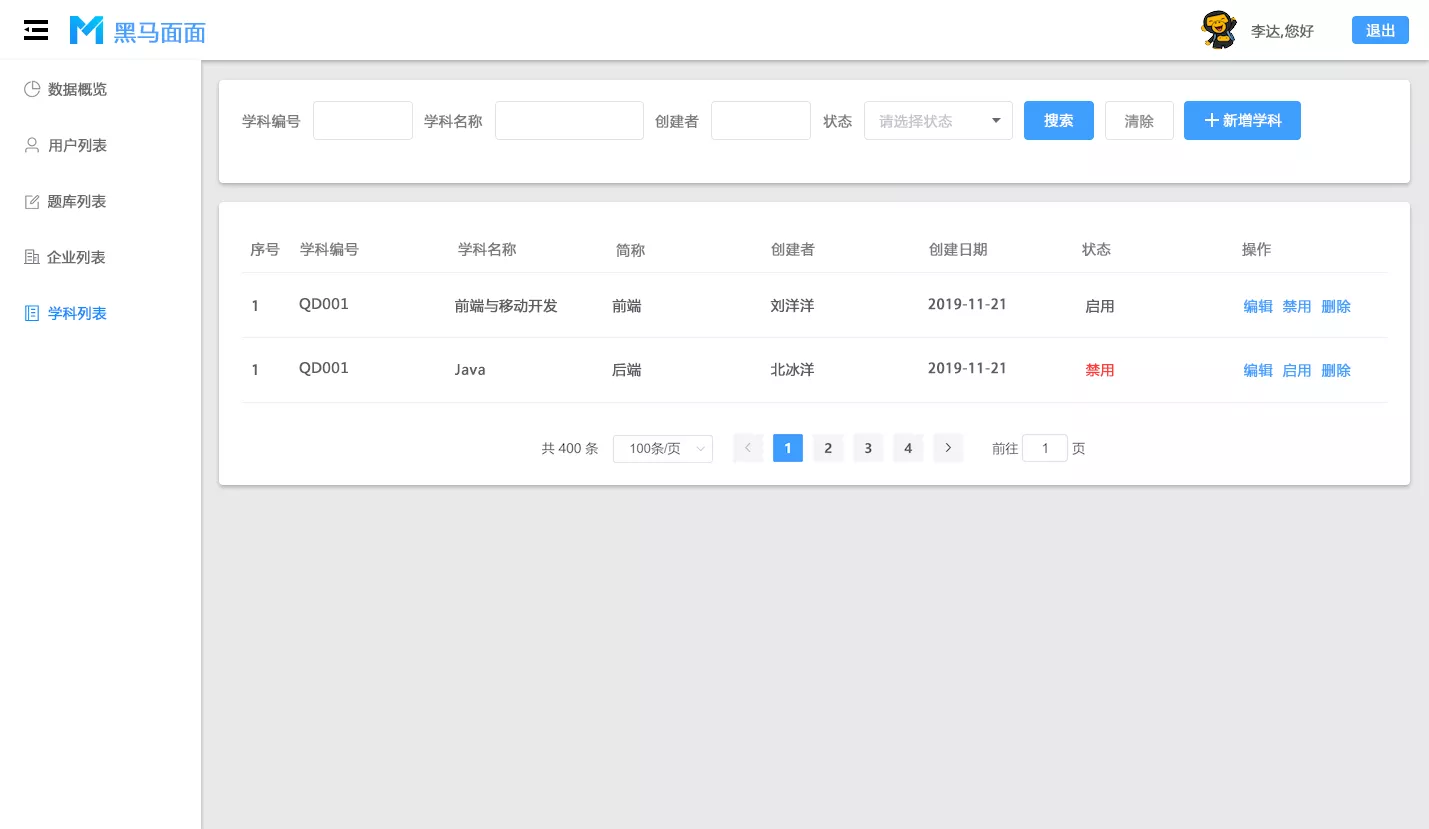 黑马面面
李达,您好
退出
数据概览
用户列表
题库列表
企业列表
学科列表
学科编号 学科名称 创建者 状态 请选择状态 搜索 清除 新增学科
序号 学科编号 学科名称 简称 创建者 创建日期 状态 操作
1 QD001 前端与移动开发 前端 刘洋洋 2019-11-21 启用 编辑 禁用 删除
1 QD001 Java 后端 北冰洋 2019-11-21 禁用 编辑 启用 删除
共 400 条 100条/页 1 2 3 4 前往 1 页